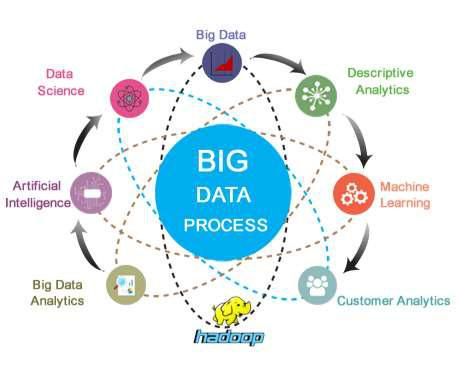 Big Data
Data
Science
Descriptive
Analytics
BIG
DATA
PROCESS
Artificial
Intelligence
Machine
Learning
Big Data
Analytics
Customer Analytics
hadoop